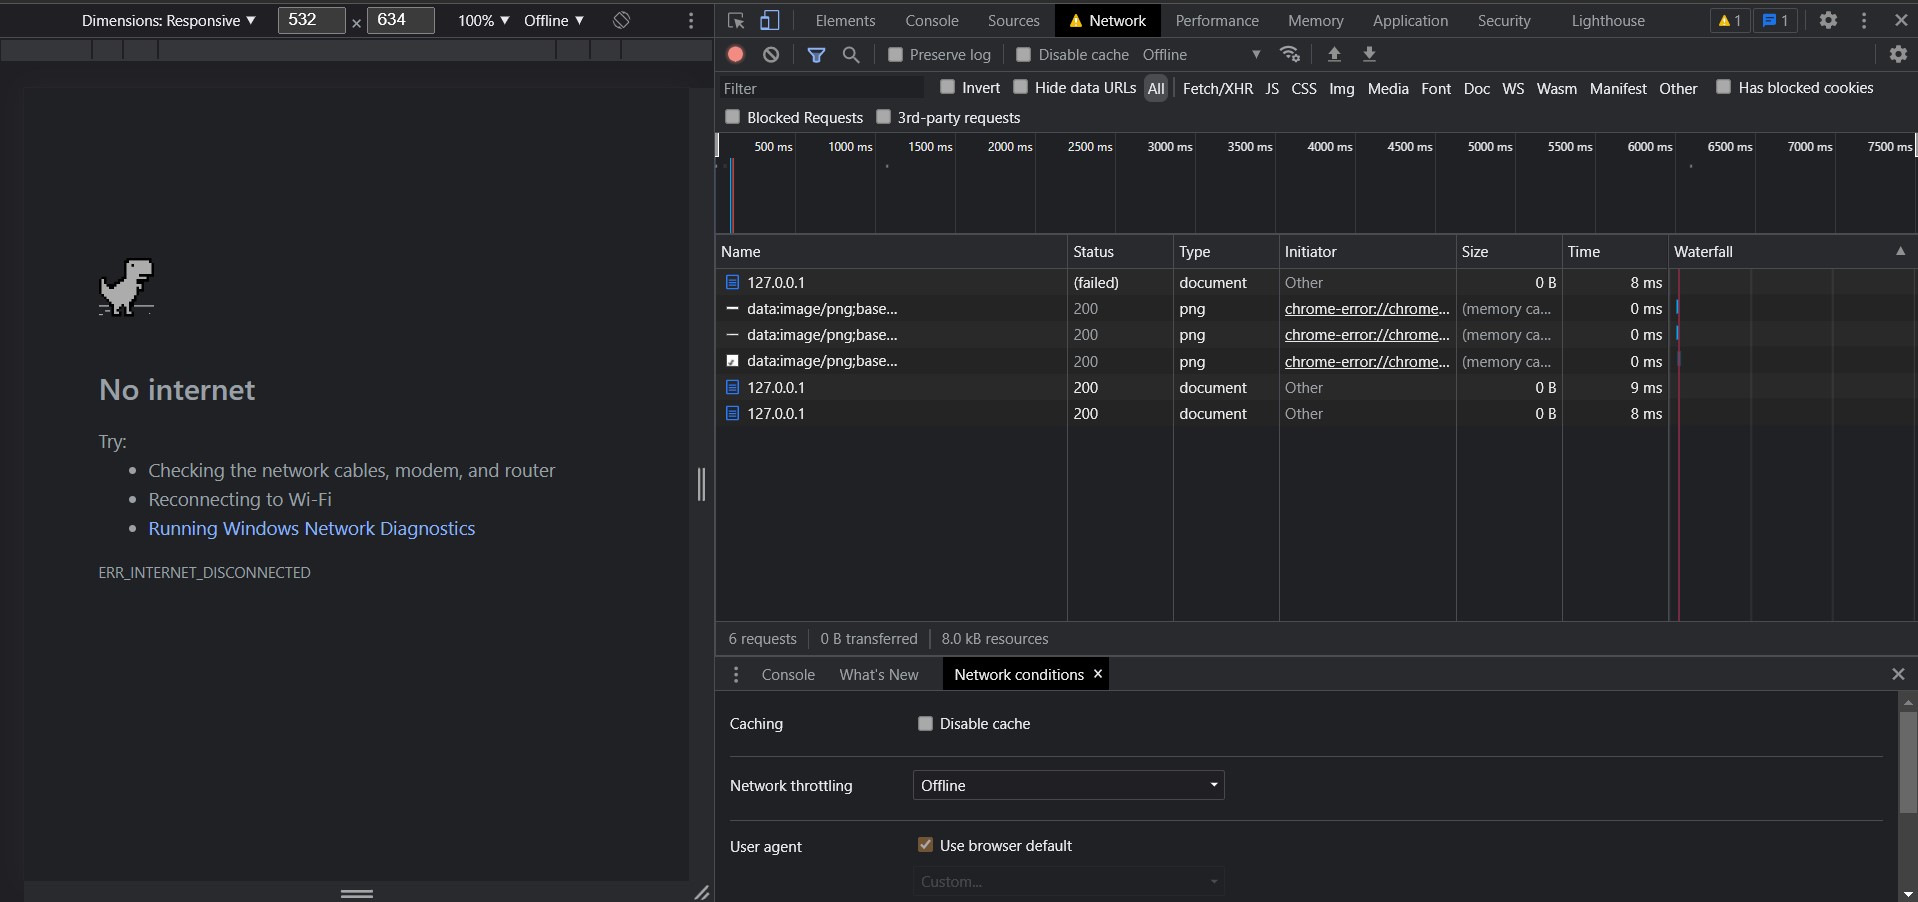 Dimensions: Responsive ▼ 532 × 634 100% ▼ Offline ▼
Elements Console Sources Network Performance Memory Application Security Lighthouse 1 1
Preserve log Disable cache Offline ▼
Filter Invert Hide data URLs All Fetch/XHR JS CSS Img Media Font Doc WS Wasm Manifest Other Has blocked cookies
Blocked Requests 3rd-party requests
500 ms 1000 ms 1500 ms 2000 ms 2500 ms 3000 ms 3500 ms 4000 ms 4500 ms 5000 ms 5500 ms 6000 ms 6500 ms 7000 ms 7500 ms
Name Status Type Initiator Size Time Waterfall ▲
127.0.0.1 (failed) document Other 0 B 8 ms
data:image/png;base... 200 png chrome-error://chrome... (memory ca... 0 ms
data:image/png;base... 200 png chrome-error://chrome... (memory ca... 0 ms
data:image/png;base... 200 png chrome-error://chrome... (memory ca... 0 ms
127.0.0.1 200 document Other 0 B 9 ms
127.0.0.1 200 document Other 0 B 8 ms
6 requests 0 B transferred 8.0 kB resources
No internet
Try:
• Checking the network cables, modem, and router
• Reconnecting to Wi-Fi
• Running Windows Network Diagnostics
ERR_INTERNET_DISCONNECTED
Console What's New Network conditions ×
Caching Disable cache
Network throttling Offline
User agent Use browser default
Custom...